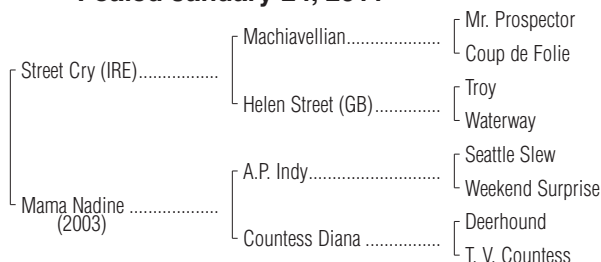 Foaled January 24,
Mr. Prospector
Machiavellian....................
Coup de Folie
Street Cry (IRE).................
Troy
Helen Street (GB)..............
Waterway
Seattle Slew
A.P. Indy............................
Weekend Surprise
Mama Nadine ...................
(2003)
Deerhound
Countess Diana ................
T. V. Countess